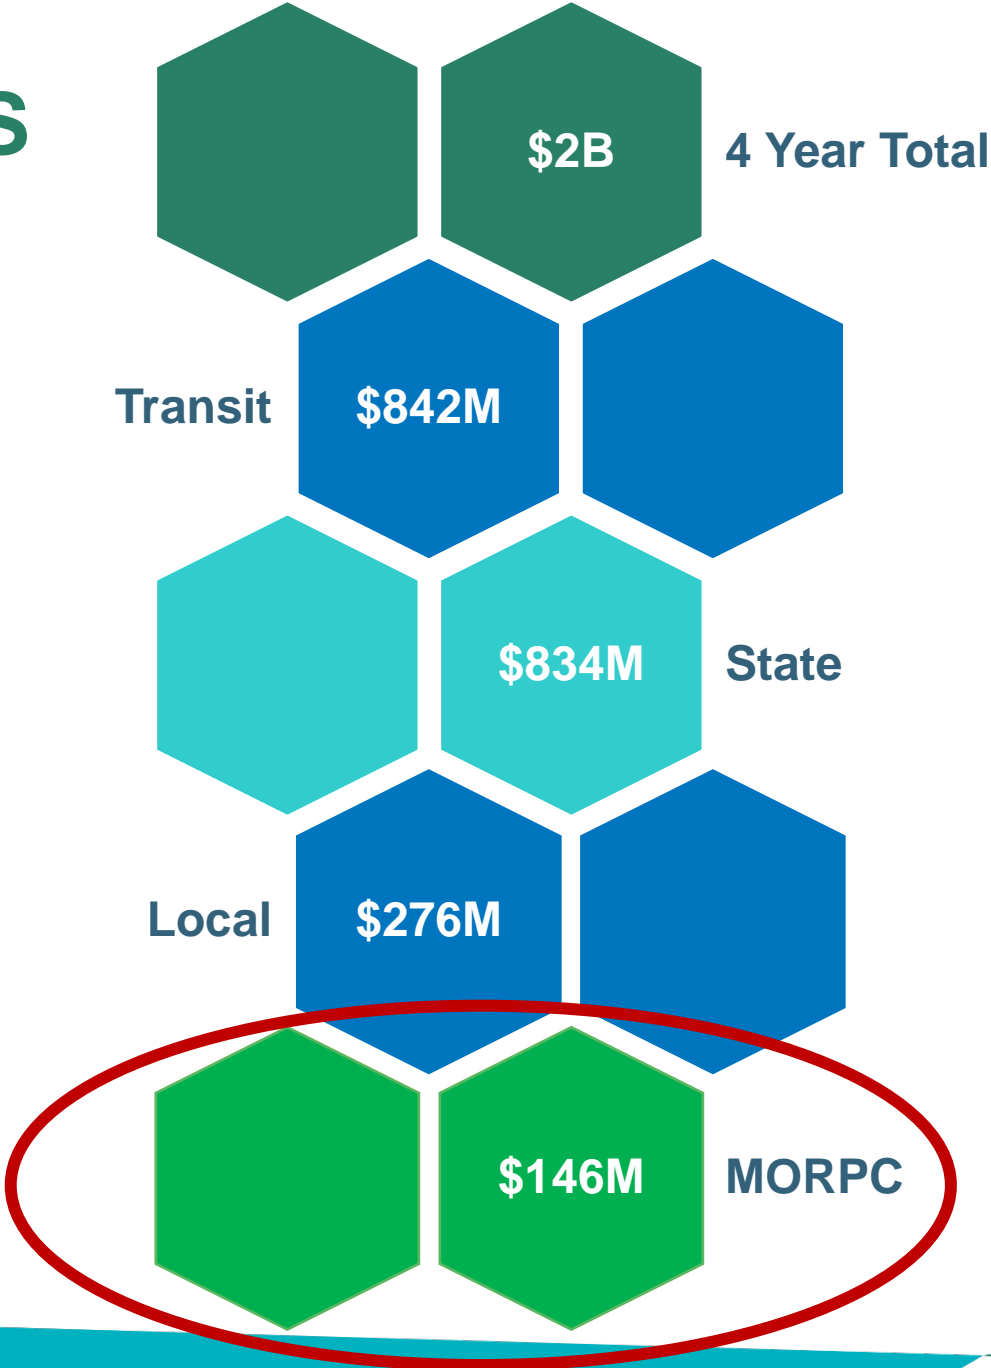 $2B 4 Year Total
Transit $842M
$834M State
Local $276M
$146M MORPC